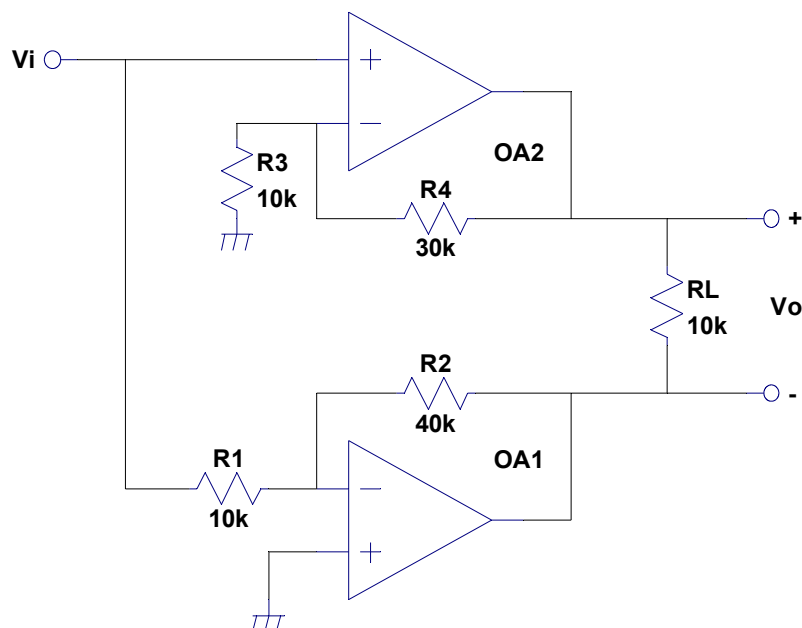 Vi
+
−
OA2
R3
10k
R4
30k
+
RL
10k
Vo
R2
40k
-
OA1
R1
10k
−
+